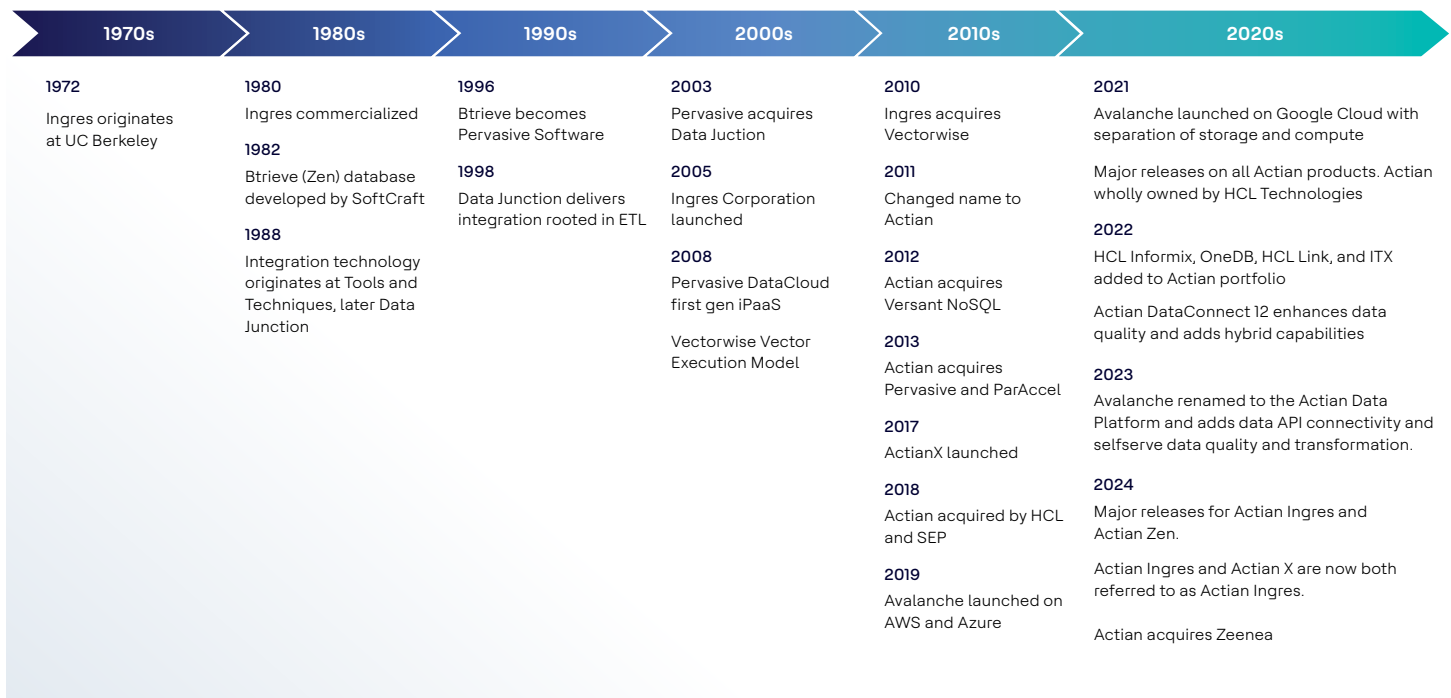 1970s
1972
Ingres originates
at UC Berkeley
1980s
1980
Ingres commercialized
1982
Btrieve (Zen) database
developed by SoftCraft
1988
Integration technology
originates at Tools and
Techniques, later Data
Junction
1990s
1996
Btrieve becomes
Pervasive Software
1998
Data Junction delivers
integration rooted in ETL
2000s
2003
Pervasive acquires
Data Juction
2005
Ingres Corporation
launched
2008
Pervasive DataCloud
first gen iPaaS
Vectorwise Vector
Execution Model
2010s
2010
Ingres acquires
Vectorwise
2011
Changed name to
Actian
2012
Actian acquires
Versant NoSQL
2013
Actian acquires
Pervasive and ParAccel
2017
ActianX launched
2018
Actian acquired by HCL
and SEP
2019
Avalanche launched on
AWS and Azure
2020s
2021
Avalanche launched on Google Cloud with
separation of storage and compute
Major releases on all Actian products. Actian
wholly owned by HCL Technologies
2022
HCL Informix, OneDB, HCL Link, and ITX
added to Actian portfolio
Actian DataConnect 12 enhances data
quality and adds hybrid capabilities
2023
Avalanche renamed to the Actian Data
Platform and adds data API connectivity and
selfserve data quality and transformation.
2024
Major releases for Actian Ingres and
Actian Zen.
Actian Ingres and Actian X are now both
referred to as Actian Ingres.
Actian acquires Zeenea